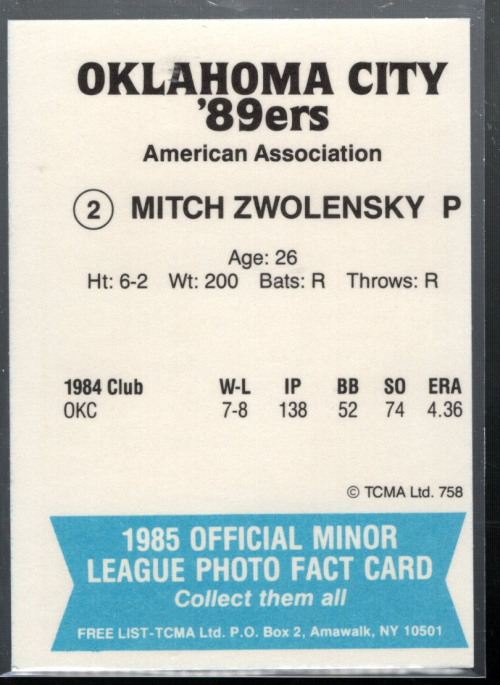 OKLAHOMA CITY
'89ers
American Association
2 MITCH ZWOLENSKY P
Age: 26
Ht: 6-2 Wt: 200 Bats: R Throws: R
1984 Club W-L IP BB SO ERA
OKC 7-8 138 52 74 4.36
© TCMA Ltd. 758
1985 OFFICIAL MINOR
LEAGUE PHOTO FACT CARD
Collect them all
FREE LIST-TCMA Ltd. P.O. Box 2, Amawalk, NY 10501